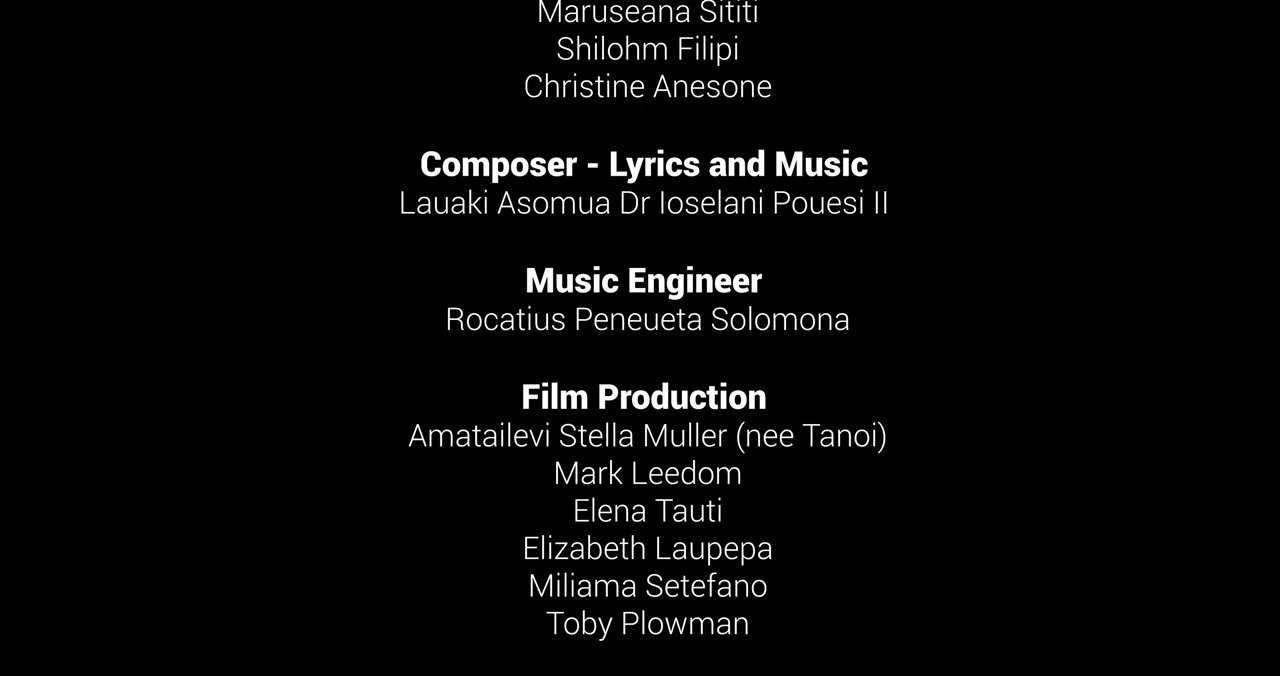 Maruseana Sititi
Shilohm Filipi
Christine Anesone
Composer - Lyrics and Music
Lauaki Asomua Dr Ioselani Pouesi II
Music Engineer
Rocatius Peneueta Solomona
Film Production
Amatailevi Stella Muller (nee Tanoi)
Mark Leedom
Elena Tauti
Elizabeth Laupepa
Miliama Setefano
Toby Plowman